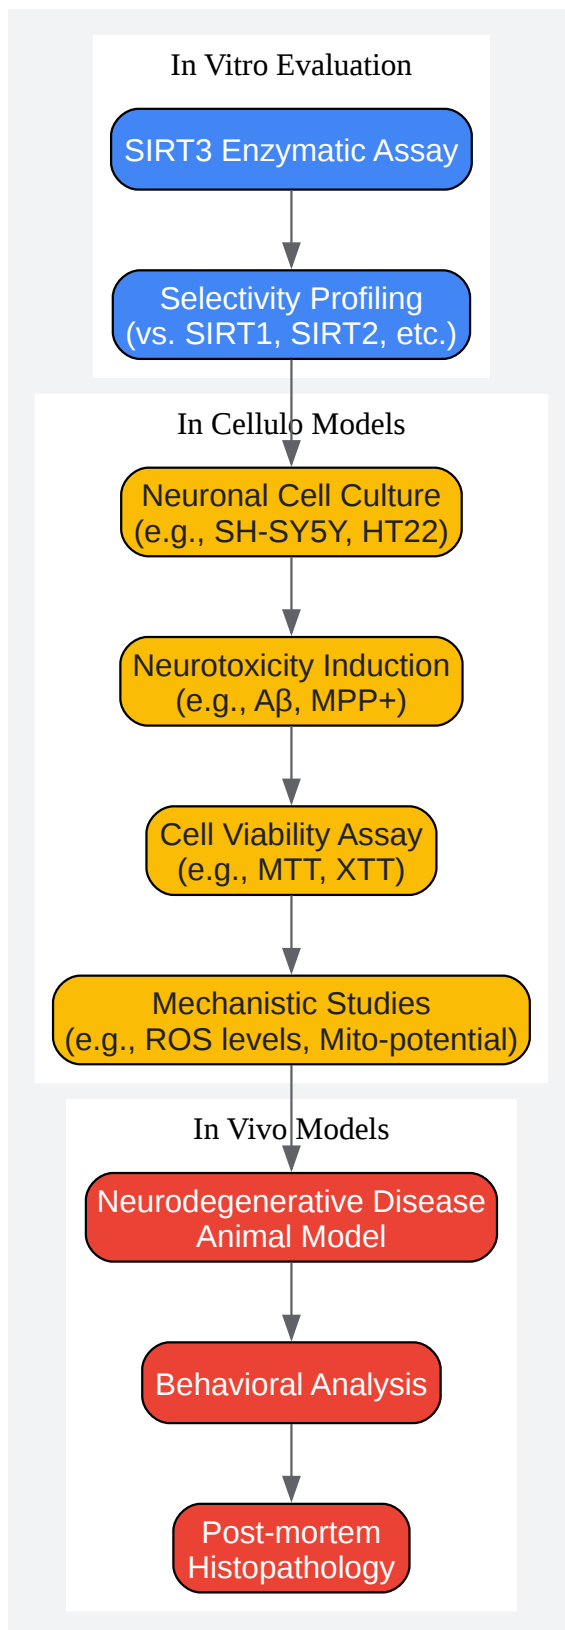 In Vitro Evaluation
SIRT3 Enzymatic Assay
Selectivity Profiling
(vs. SIRT1, SIRT2, etc.)
In Cellulo Models
Neuronal Cell Culture
(e.g., SH-SY5Y, HT22)
Neurotoxicity Induction
(e.g., Aβ, MPP+)
Cell Viability Assay
(e.g., MTT, XTT)
Mechanistic Studies
(e.g., ROS levels, Mito-potential)
In Vivo Models
Neurodegenerative Disease
Animal Model
Behavioral Analysis
Post-mortem
Histopathology